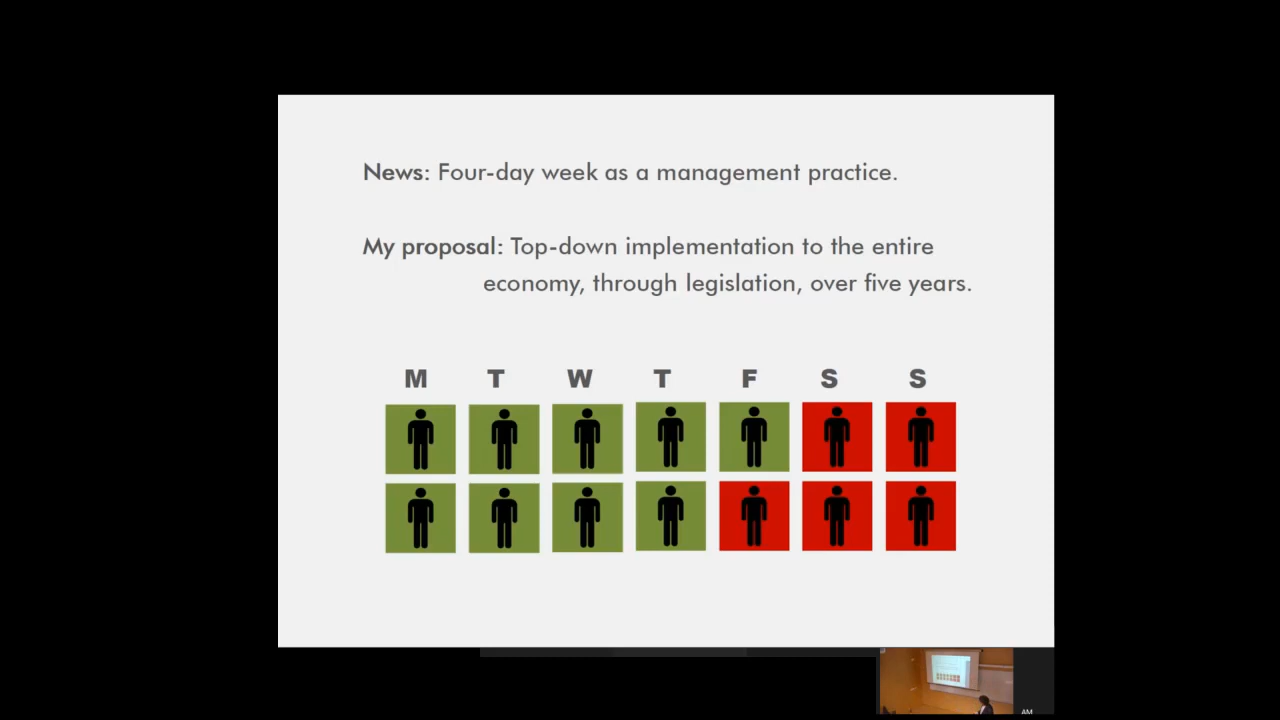 News: Four-day week as a management practice.
My proposal: Top-down implementation to the entire
economy, through legislation, over five years.
M T W T F S S
AM